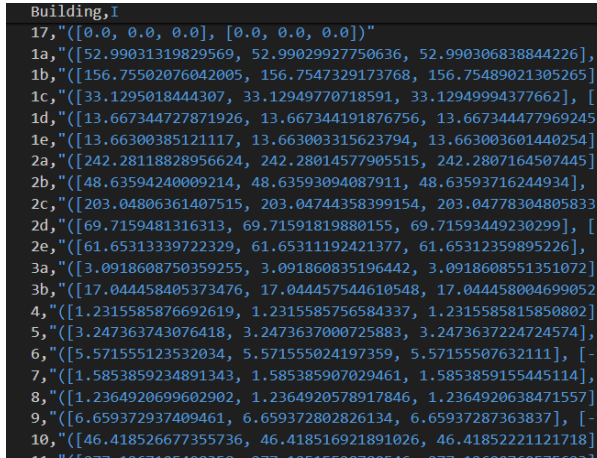 Building,I
17,"([0.0, 0.0, 0.0], [0.0, 0.0, 0.0])"
1a,"([52.99031319829569, 52.99029927750636, 52.990306838844226],
1b,"([156.75502076042005, 156.7547329173768, 156.75489021305265]
1c,"([33.1295018444307, 33.12949770718591, 33.12949994377662], [
1d,"([13.667344727871926, 13.667344191876756, 13.667344477969245
1e,"([13.66300385121117, 13.663003315623794, 13.663003601440254]
2a,"([242.28118828956624, 242.28014577905515, 242.2807164507445]
2b,"([48.63594240009214, 48.63593094087911, 48.63593716244934],
2c,"([203.04806361407515, 203.04744358399154, 203.04778304805833
2d,"([69.7159481316313, 69.71591819880155, 69.71593449230299], [
2e,"([61.65313339722329, 61.65311192421377, 61.65312359895226],
3a,"([3.0918608750359255, 3.091860835196442, 3.0918608551351072]
3b,"([17.044458405373476, 17.044457544610548, 17.044458004699052
4,"([1.2315585876692619, 1.2315585756584337, 1.2315585815850802]
5,"([3.247363743076418, 3.2473637000725883, 3.2473637224724574],
6,"([5.571555123532034, 5.571555024197359, 5.57155507632111], [-
7,"([1.5853859234891343, 1.585385907029461, 1.5853859155445114],
8,"([1.2364920699602902, 1.2364920578917846, 1.2364920638471557]
9,"([6.659372937409461, 6.659372802826134, 6.65937287363837], [-
10,"([46.418526677355736, 46.418516921891026, 46.41852221121718]